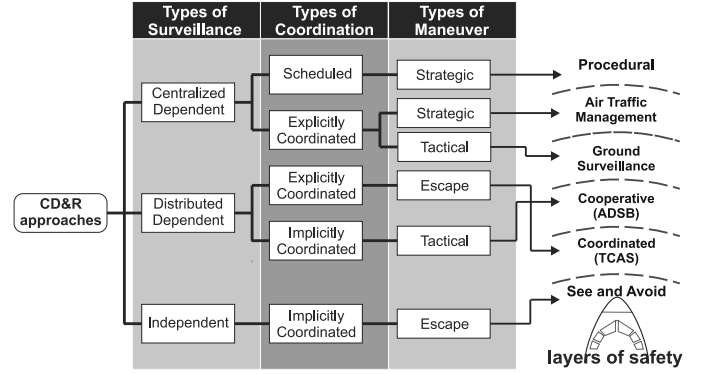 Types of
Surveillance
Types of
Coordination
Types of
Maneuver
CD&R
approaches
Centralized
Dependent
Scheduled
Strategic
Procedural
Explicitly
Coordinated
Strategic
Air Traffic
Management
Tactical
Ground
Surveillance
Distributed
Dependent
Explicitly
Coordinated
Escape
Cooperative
(ADSB)
Implicitly
Coordinated
Tactical
Coordinated
(TCAS)
Independent
Implicitly
Coordinated
Escape
See and Avoid
layers of safety